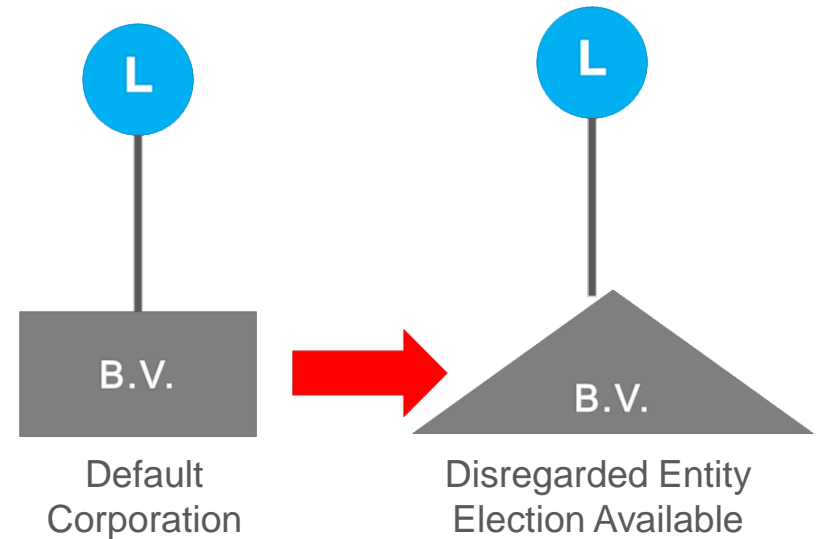 L
B.V.
Default
Corporation
L
B.V.
Disregarded Entity
Election Available